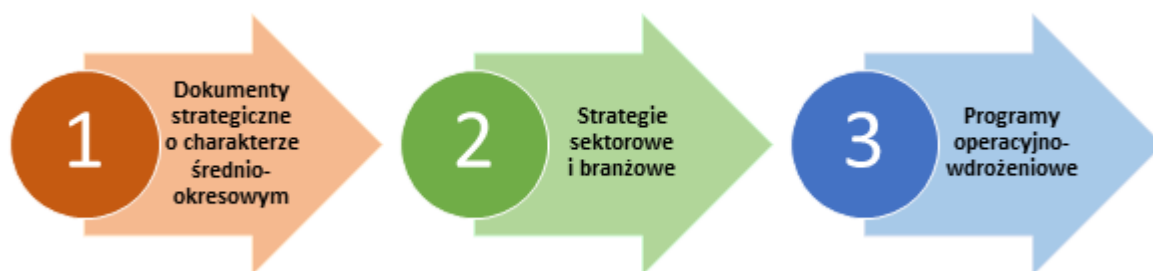 1
Dokumenty
strategiczne
o charakterze
średnio-
okresowym
2
Strategie
sektorowe
i branżowe
3
Programy
operacyjno-
wdrożeniowe